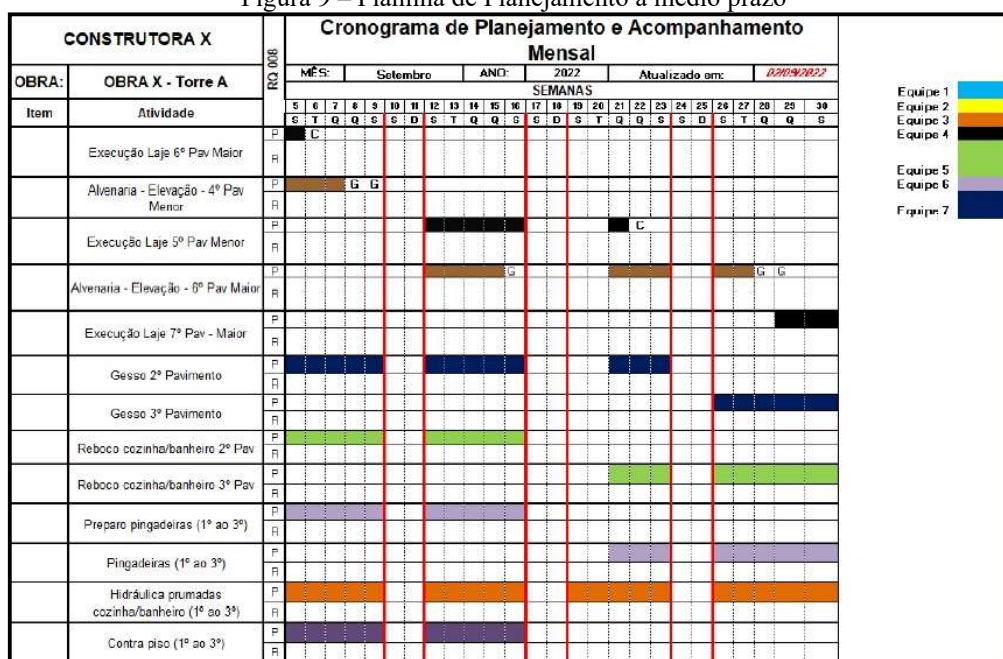 Figura 9 – Planilha de Planejamento a médio prazo
CONSTRUTORA X
RQ 008
Cronograma de Planejamento e Acompanhamento
Mensal
OBRA:
OBRA X - Torre A
MÊS:
Setembro
ANO:
2022
Atualizado em:
02/09/2022
SEMANAS
Item
Atividade
5 6 7 8 9 10 11 12 13 14 15 16 17 18 19 20 21 22 23 24 25 26 27 28 29 30
S T Q Q S S D S T Q Q S S D S T Q Q S S D S T Q Q S
Execução Laje 6º Pav Maior
P C
R
Alvenaria - Elevação - 4º Pav
Menor
P G G
R
Execução Laje 5º Pav Menor
P C
R
Alvenaria - Elevação - 6º Pav Maior
P G G G
R
Execução Laje 7º Pav - Maior
P
R
Gesso 2º Pavimento
P
R
Gesso 3º Pavimento
P
R
Reboco cozinha/banheiro 2º Pav
P
R
Reboco cozinha/banheiro 3º Pav
P
R
Preparo pingadeiras (1º ao 3º)
P
R
Pingadeiras (1º ao 3º)
P
R
Hidráulica prumadas
cozinha/banheiro (1º ao 3º)
P
R
Contra piso (1º ao 3º)
P
R
Equipe 1
Equipe 2
Equipe 3
Equipe 4
Equipe 5
Equipe 6
Equipe 7